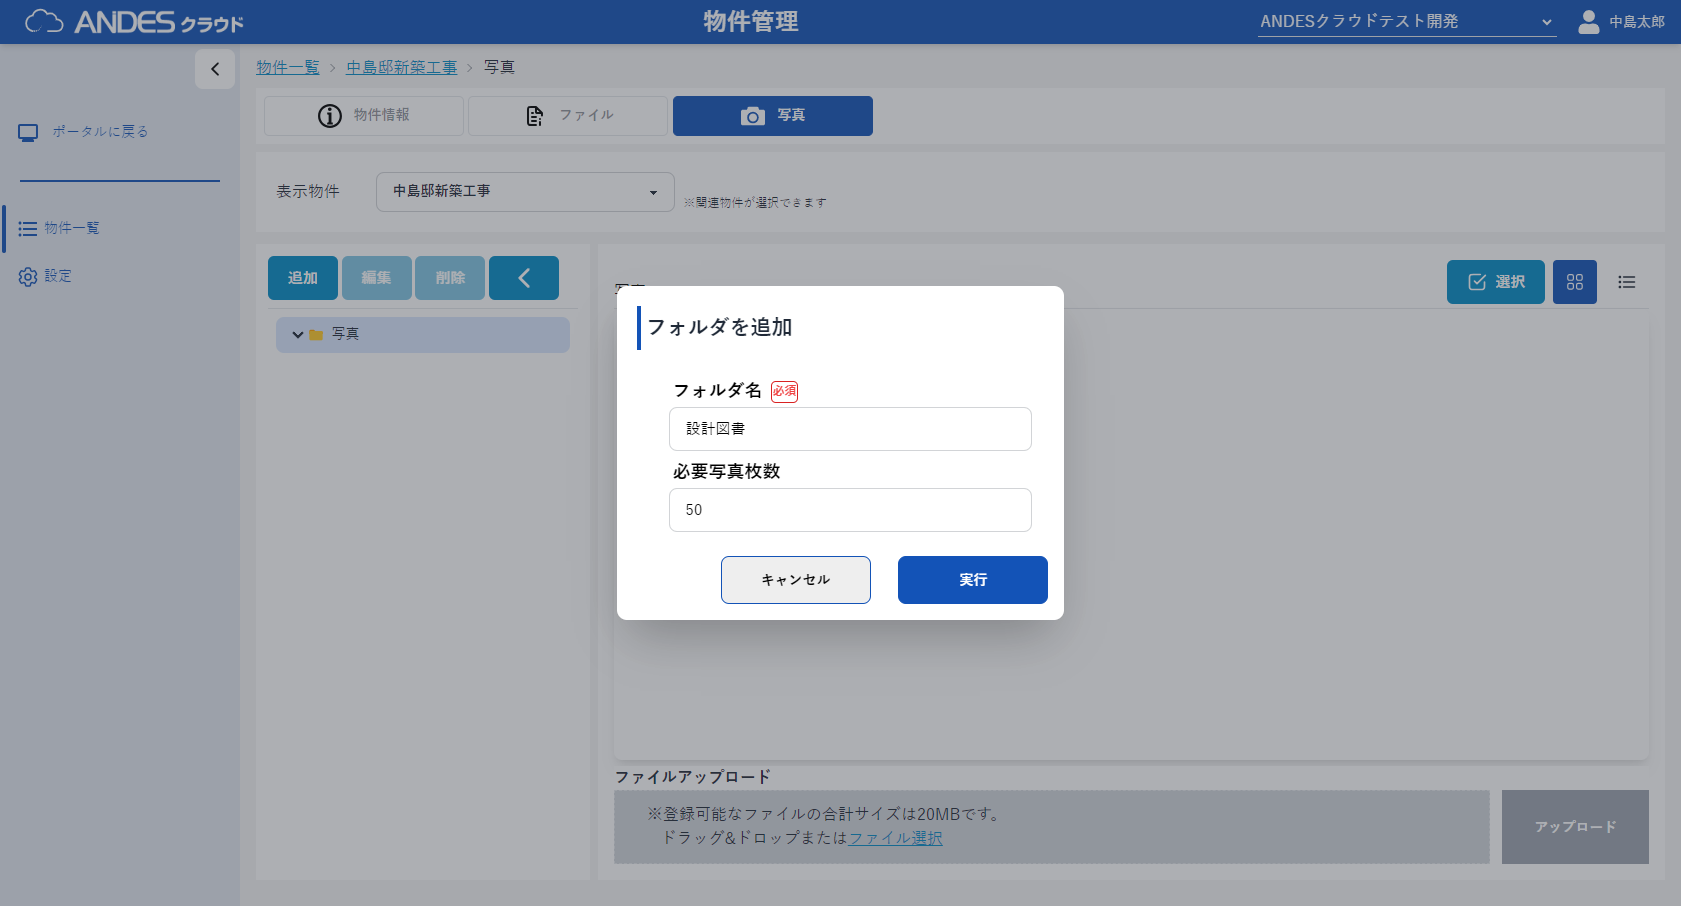 ANDES クラウド
物件管理
ANDESクラウドテスト開発
中島太郎
物件一覧 > 中島邸新築工事 > 写真
ポータルに戻る
物件一覧
設定
物件情報
ファイル
写真
表示物件
中島邸新築工事
※関連物件が選択できます
追加
編集
削除
写真
選択
フォルダを追加
フォルダ名 必須
設計図書
必要写真枚数
50
キャンセル
実行
ファイルアップロード
※登録可能なファイルの合計サイズは20MBです。
ドラッグ&ドロップまたはファイル選択
アップロード